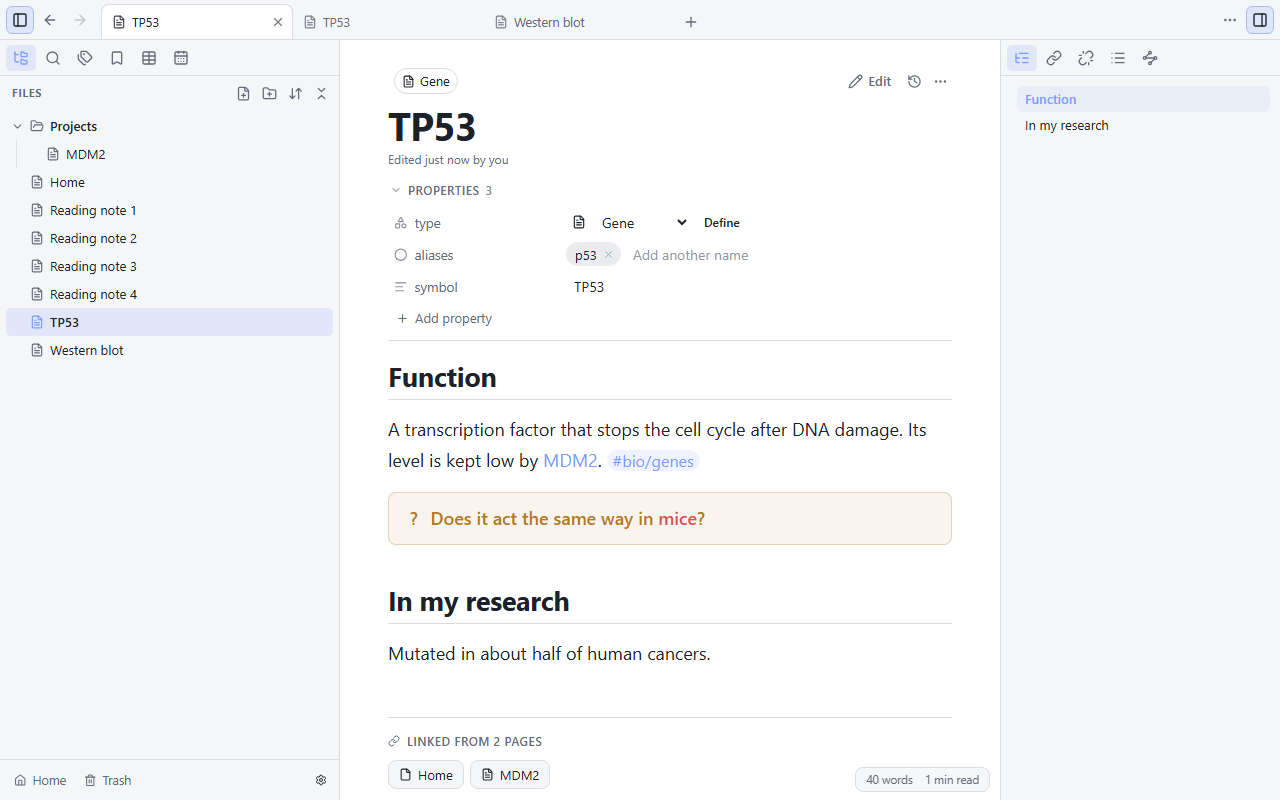 TP53
TP53
Western blot
FILES
Projects
MDM2
Home
Reading note 1
Reading note 2
Reading note 3
Reading note 4
TP53
Western blot
Home
Trash
Gene
Edit
TP53
Edited just now by you
PROPERTIES 3
type
Gene
Define
aliases
p53
Add another name
symbol
TP53
Add property
Function
A transcription factor that stops the cell cycle after DNA damage. Its
level is kept low by MDM2. #bio/genes
? Does it act the same way in mice?
In my research
Mutated in about half of human cancers.
LINKED FROM 2 PAGES
Home
MDM2
40 words 1 min read
Function
In my research